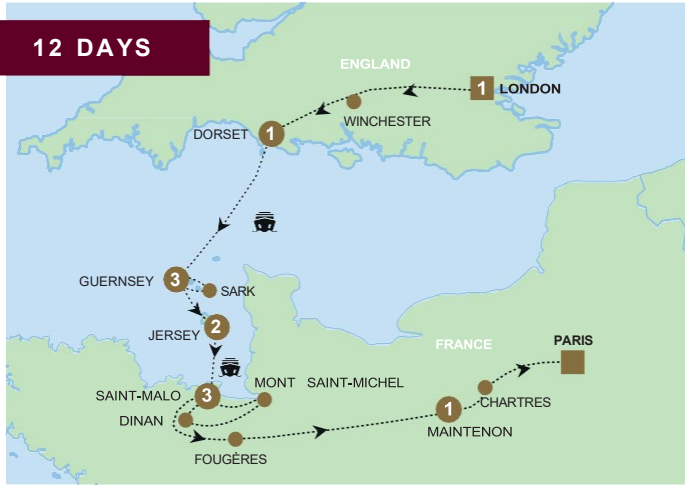 12 DAYS
ENGLAND
1 LONDON
WINCHESTER
DORSET 1
GUERNSEY 3
SARK
JERSEY 2
FRANCE
PARIS
SAINT-MALO 3
MONT SAINT-MICHEL
CHARTRES
DINAN
1
MAINTENON
FOUGÈRES